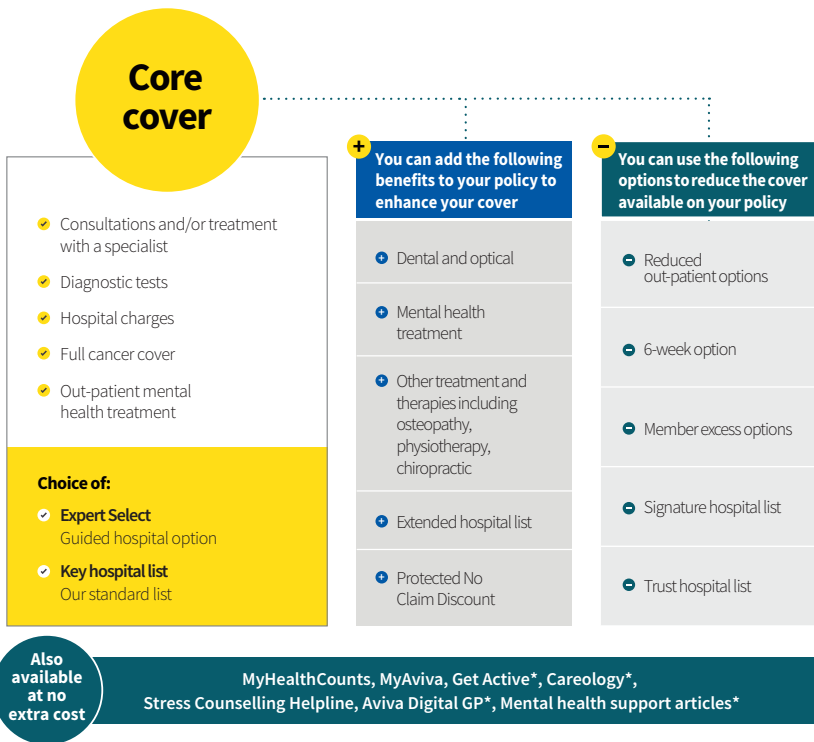 Core
cover
Consultations and/or treatment
with a specialist
Diagnostic tests
Hospital charges
Full cancer cover
Out-patient mental
health treatment
Choice of:
Expert Select
Guided hospital option
Key hospital list
Our standard list
+
You can add the following
benefits to your policy to
enhance your cover
Dental and optical
Mental health
treatment
Other treatment and
therapies including
osteopathy,
physiotherapy,
chiropractic
Extended hospital list
Protected No
Claim Discount
−
You can use the following
options to reduce the cover
available on your policy
Reduced
out-patient options
6-week option
Member excess options
Signature hospital list
Trust hospital list
Also
available
at no
extra cost
MyHealthCounts, MyAviva, Get Active*, Careology*,
Stress Counselling Helpline, Aviva Digital GP*, Mental health support articles*